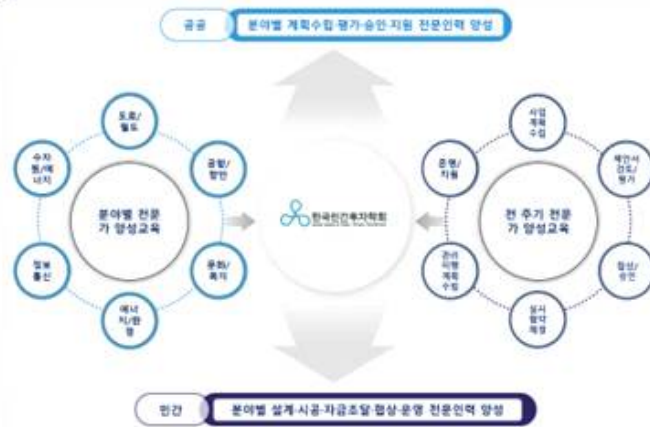 공공 분야별 계획수립·평가·승인·지원 전문인력 양성
도로/
철도
수자
원/에
너지
공항/
항만
분야별 전문
가 양성교육
정보
통신
문화/
복지
에너
지/환
경
한국민간투자학회
사업
계획
수립
운영/
지원
제안서
검토/
평가
전 주기 전문
가 양성교육
관리
이행
계획
수립
협상/
승인
실시
협약
체결
민간 분야별 설계·시공·자금조달·협상·운영 전문인력 양성